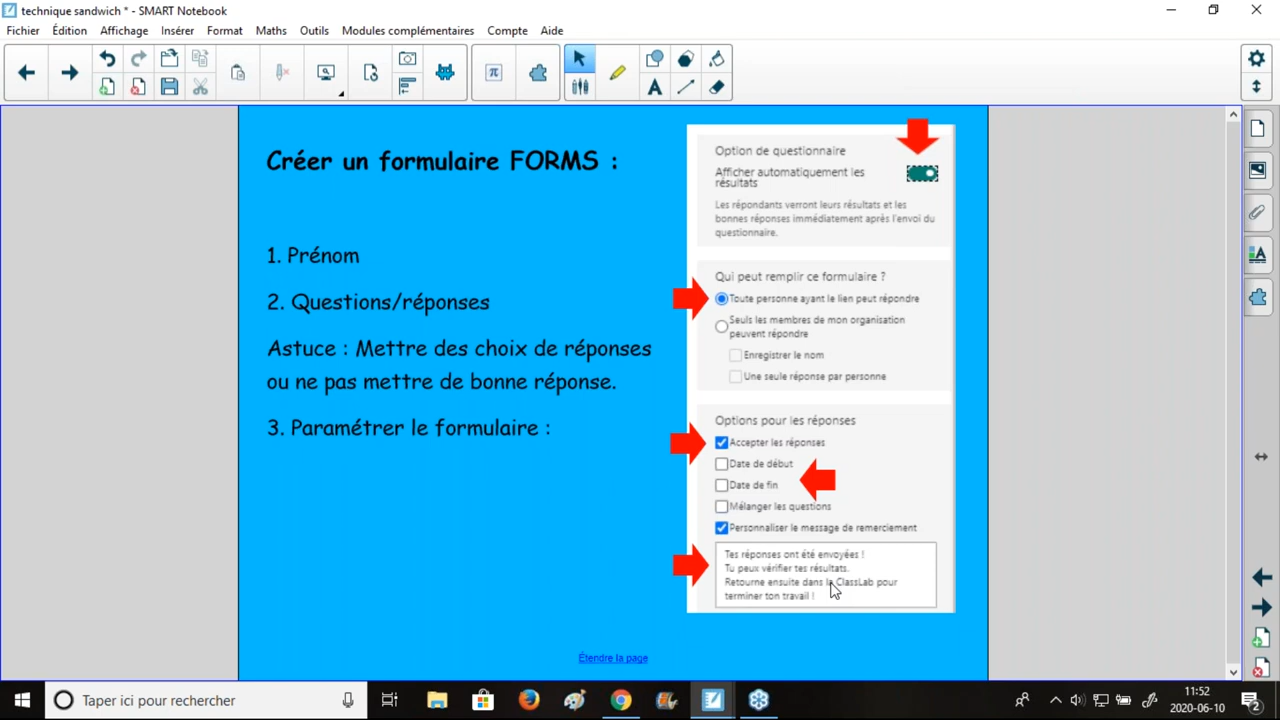 technique sandwich * - SMART Notebook
Fichier Édition Affichage Insérer Format Maths Outils Modules complémentaires Compte Aide
Créer un formulaire FORMS :
1. Prénom
2. Questions/réponses
Astuce : Mettre des choix de réponses
ou ne pas mettre de bonne réponse.
3. Paramétrer le formulaire :
Option de questionnaire
Afficher automatiquement les
résultats
Les répondants verront leurs résultats et les
bonnes réponses immédiatement après l'envoi du
questionnaire.
Qui peut remplir ce formulaire ?
Toute personne ayant le lien peut répondre
Seuls les membres de mon organisation
peuvent répondre
Enregistrer le nom
Une seule réponse par personne
Options pour les réponses
Accepter les réponses
Date de début
Date de fin
Mélanger les questions
Personnaliser le message de remerciement
Tes réponses ont été envoyées !
Tu peux vérifier tes résultats.
Retourne ensuite dans la ClassLab pour
terminer ton travail !
Étendre la page
Taper ici pour rechercher
11:52
2020-06-10
2